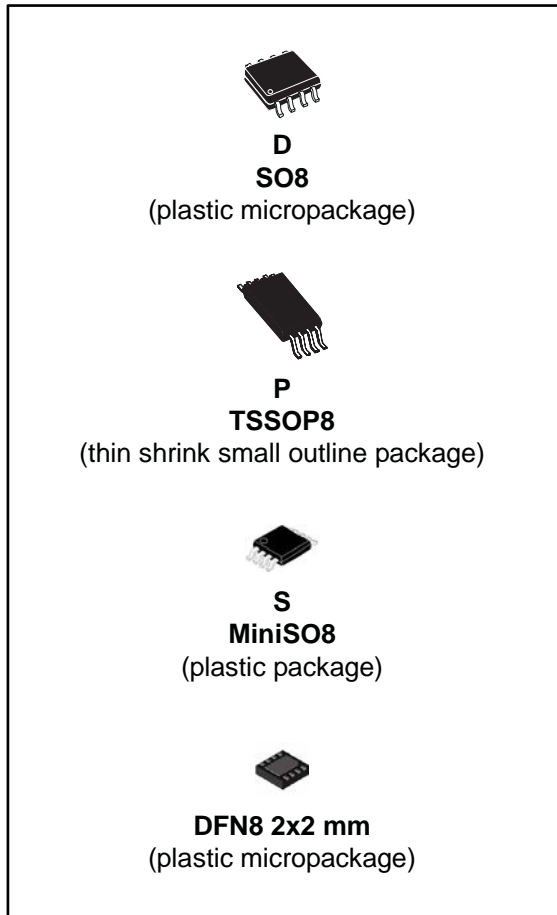 D
SO8
(plastic micropackage)
P
TSSOP8
(thin shrink small outline package)
S
MiniSO8
(plastic package)
DFN8 2x2 mm
(plastic micropackage)